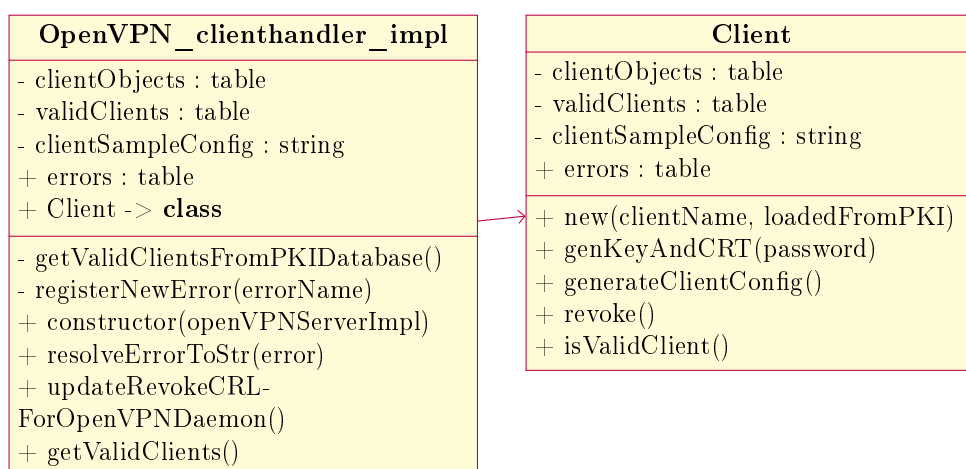 OpenVPN_clienthandler_impl
- clientObjects : table
- validClients : table
- clientSampleConfig : string
+ errors : table
+ Client -> class
- getValidClientsFromPKIDatabase()
- registerNewError(errorName)
+ constructor(openVPNServerImpl)
+ resolveErrorToStr(error)
+ updateRevokeCRL-
ForOpenVPNDaemon()
+ getValidClients()
Client
- clientObjects : table
- validClients : table
- clientSampleConfig : string
+ errors : table
+ new(clientName, loadedFromPKI)
+ genKeyAndCRT(password)
+ generateClientConfig()
+ revoke()
+ isValidClient()